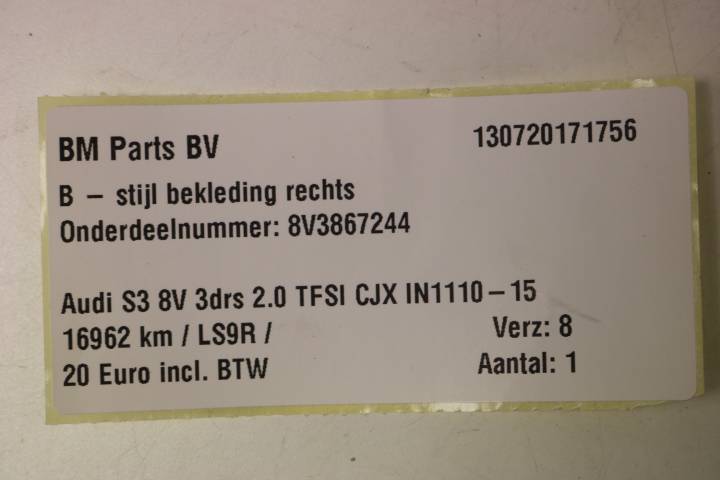 BM Parts BV 130720171756
B – stijl bekleding rechts
Onderdeelnummer: 8V3867244
Audi S3 8V 3drs 2.0 TFSI CJX IN1110–15
16962 km / LS9R / Verz: 8
20 Euro incl. BTW Aantal: 1